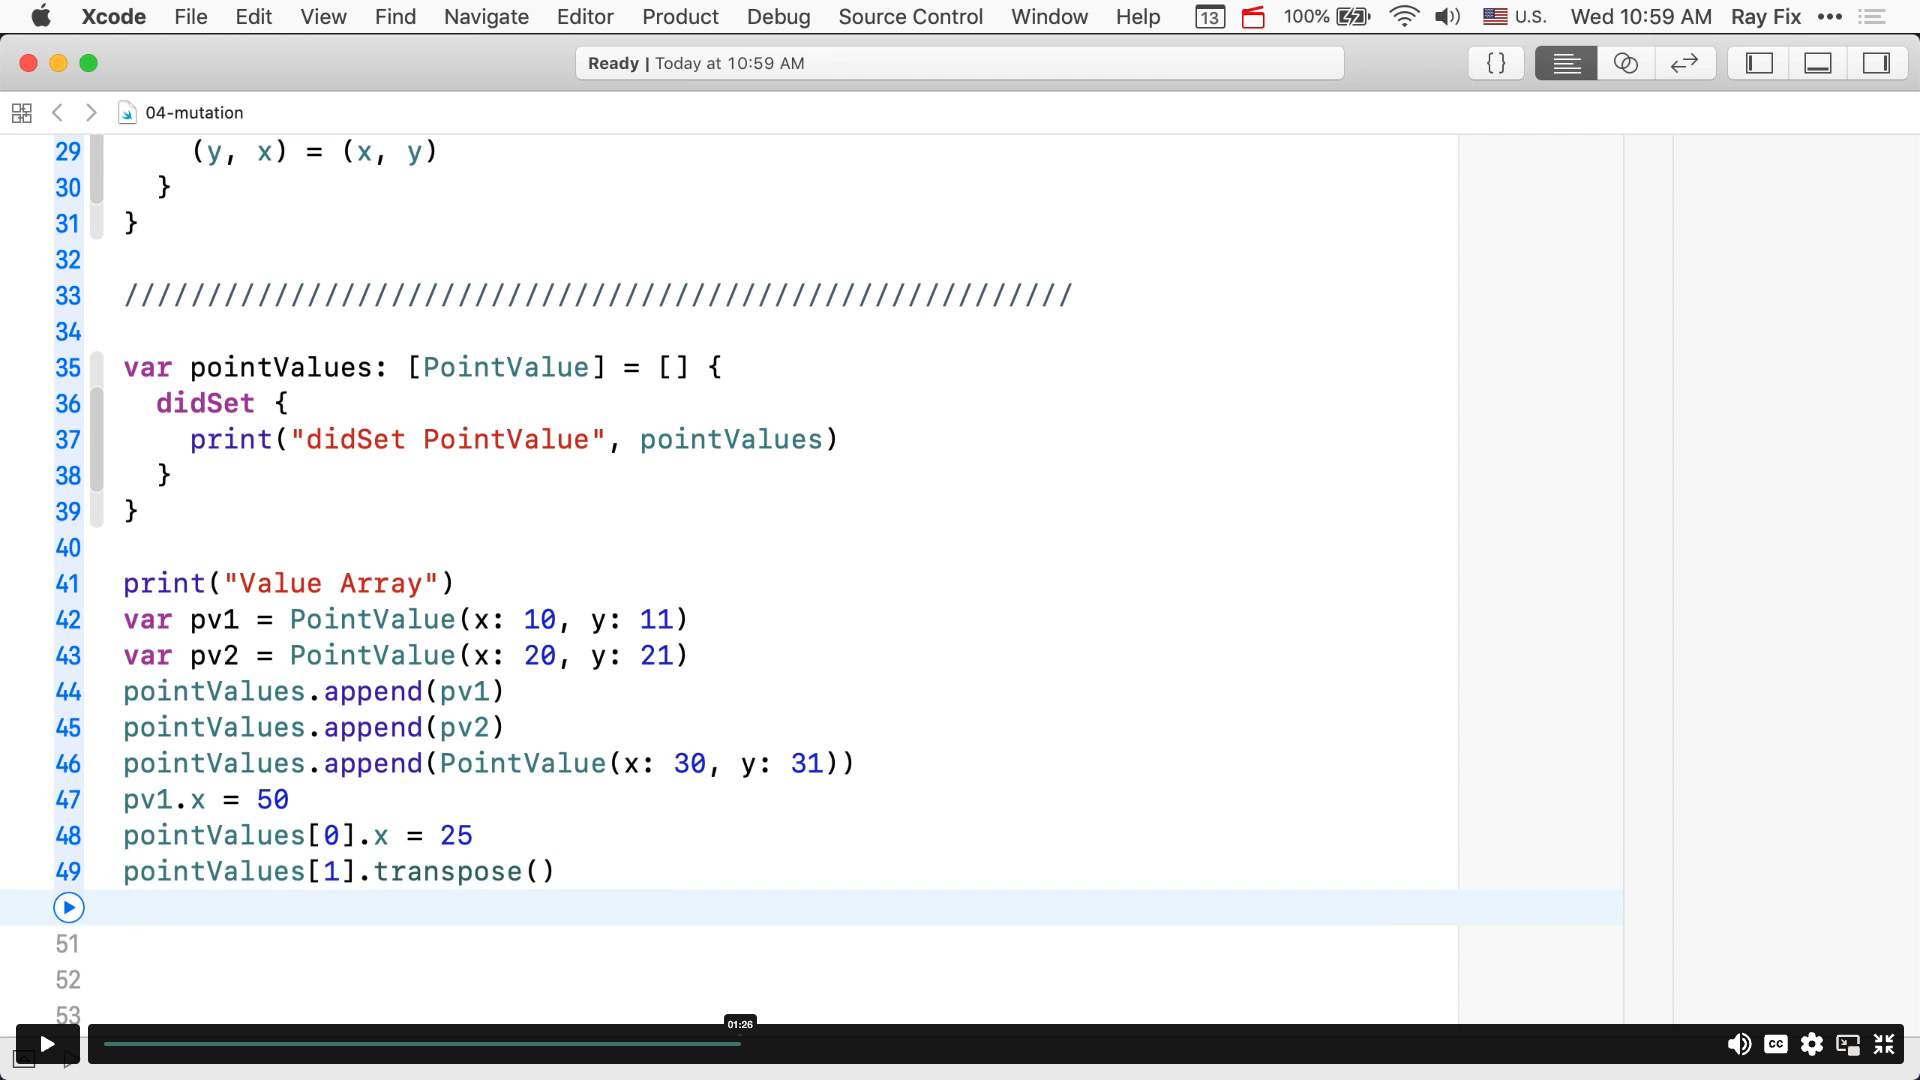 Xcode File Edit View Find Navigate Editor Product Debug Source Control Window Help 13 100% U.S. Wed 10:59 AM Ray Fix
Ready | Today at 10:59 AM
04-mutation
29 (y, x) = (x, y)
30 }
31 }
32
33 /////////////////////////////////////////////////////////
34
35 var pointValues: [PointValue] = [] {
36 didSet {
37 print("didSet PointValue", pointValues)
38 }
39 }
40
41 print("Value Array")
42 var pv1 = PointValue(x: 10, y: 11)
43 var pv2 = PointValue(x: 20, y: 21)
44 pointValues.append(pv1)
45 pointValues.append(pv2)
46 pointValues.append(PointValue(x: 30, y: 31))
47 pv1.x = 50
48 pointValues[0].x = 25
49 pointValues[1].transpose()
51
52
53
01:26
CC